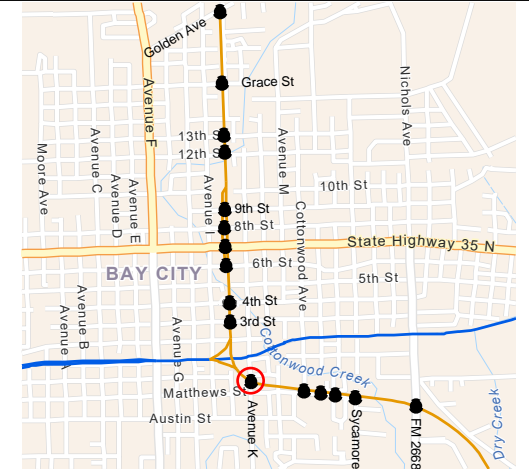 Golden Ave
Grace St
Nichols Ave
Avenue F
13th S
12th S
Avenue C
Avenue M
Moore Ave
Avenue D
Avenue E
Avenue I
10th St
9th St
8th St
Cottonwood Ave
State Highway 35 N
6th St
BAY CITY
5th St
Avenue B
Avenue A
4th St
3rd St
Avenue G
Cottonwood Creek
Matthews St
Austin St
Avenue K
Sycamore
FM 2668
Dry Creek